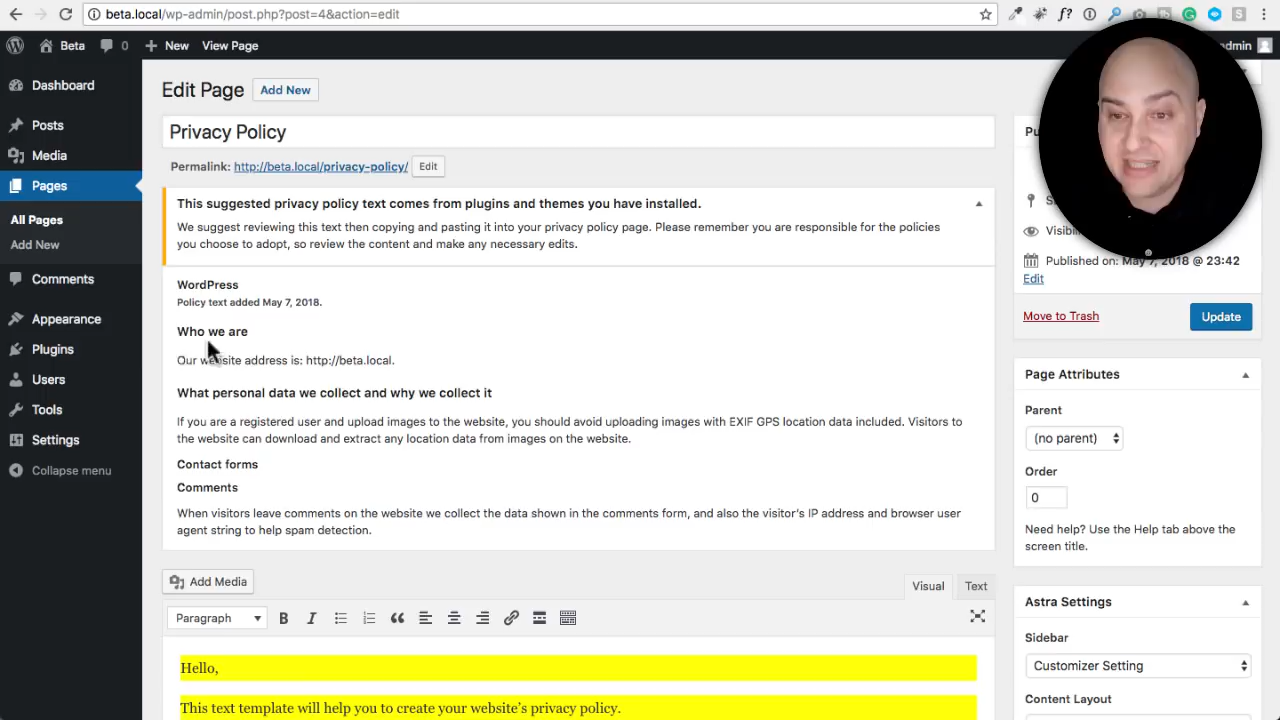 beta.local/wp-admin/post.php?post=4&action=edit
Beta 0 New View Page admin
Dashboard
Posts
Media
Pages
All Pages
Add New
Comments
Appearance
Plugins
Users
Tools
Settings
Collapse menu
Edit Page Add New
Privacy Policy
Permalink: http://beta.local/privacy-policy/ Edit
This suggested privacy policy text comes from plugins and themes you have installed.
We suggest reviewing this text then copying and pasting it into your privacy policy page. Please remember you are responsible for the policies
you choose to adopt, so review the content and make any necessary edits.
WordPress
Policy text added May 7, 2018.
Who we are
Our website address is: http://beta.local.
What personal data we collect and why we collect it
If you are a registered user and upload images to the website, you should avoid uploading images with EXIF GPS location data included. Visitors to
the website can download and extract any location data from images on the website.
Contact forms
Comments
When visitors leave comments on the website we collect the data shown in the comments form, and also the visitor's IP address and browser user
agent string to help spam detection.
Add Media
Visual Text
Paragraph
Hello,
This text template will help you to create your website's privacy policy.
Published on: May 7, 2018 @ 23:42
Edit
Move to Trash Update
Page Attributes
Parent
(no parent)
Order
0
Need help? Use the Help tab above the
screen title.
Astra Settings
Sidebar
Customizer Setting
Content Layout